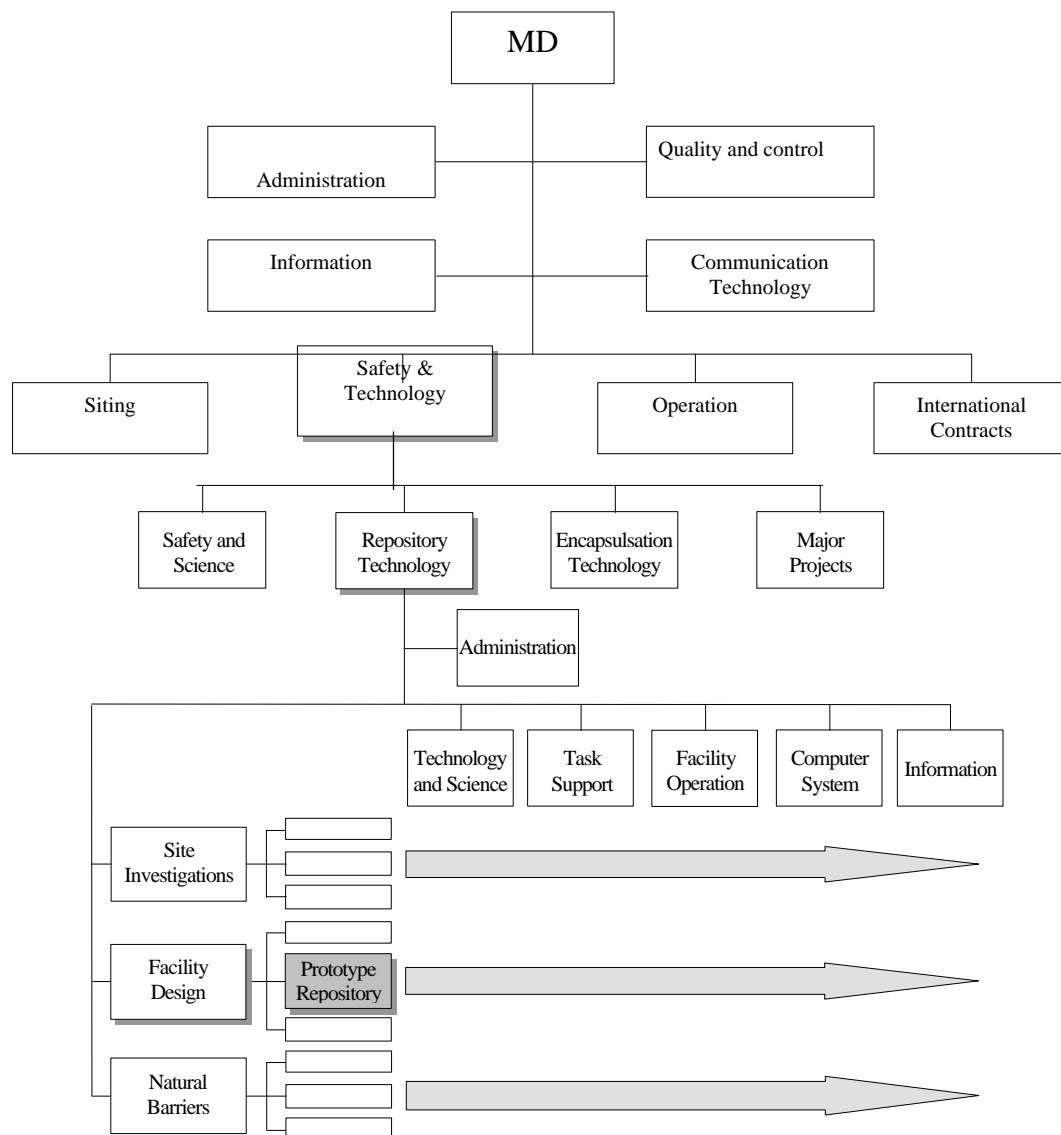 MD
Administration
Quality and control
Information
Communication
Technology
Siting
Safety &
Technology
Operation
International
Contracts
Safety and
Science
Repository
Technology
Encapsulsation
Technology
Major
Projects
Administration
Technology
and Science
Task
Support
Facility
Operation
Computer
System
Information
Site
Investigations
Facility
Design
Prototype
Repository
Natural
Barriers